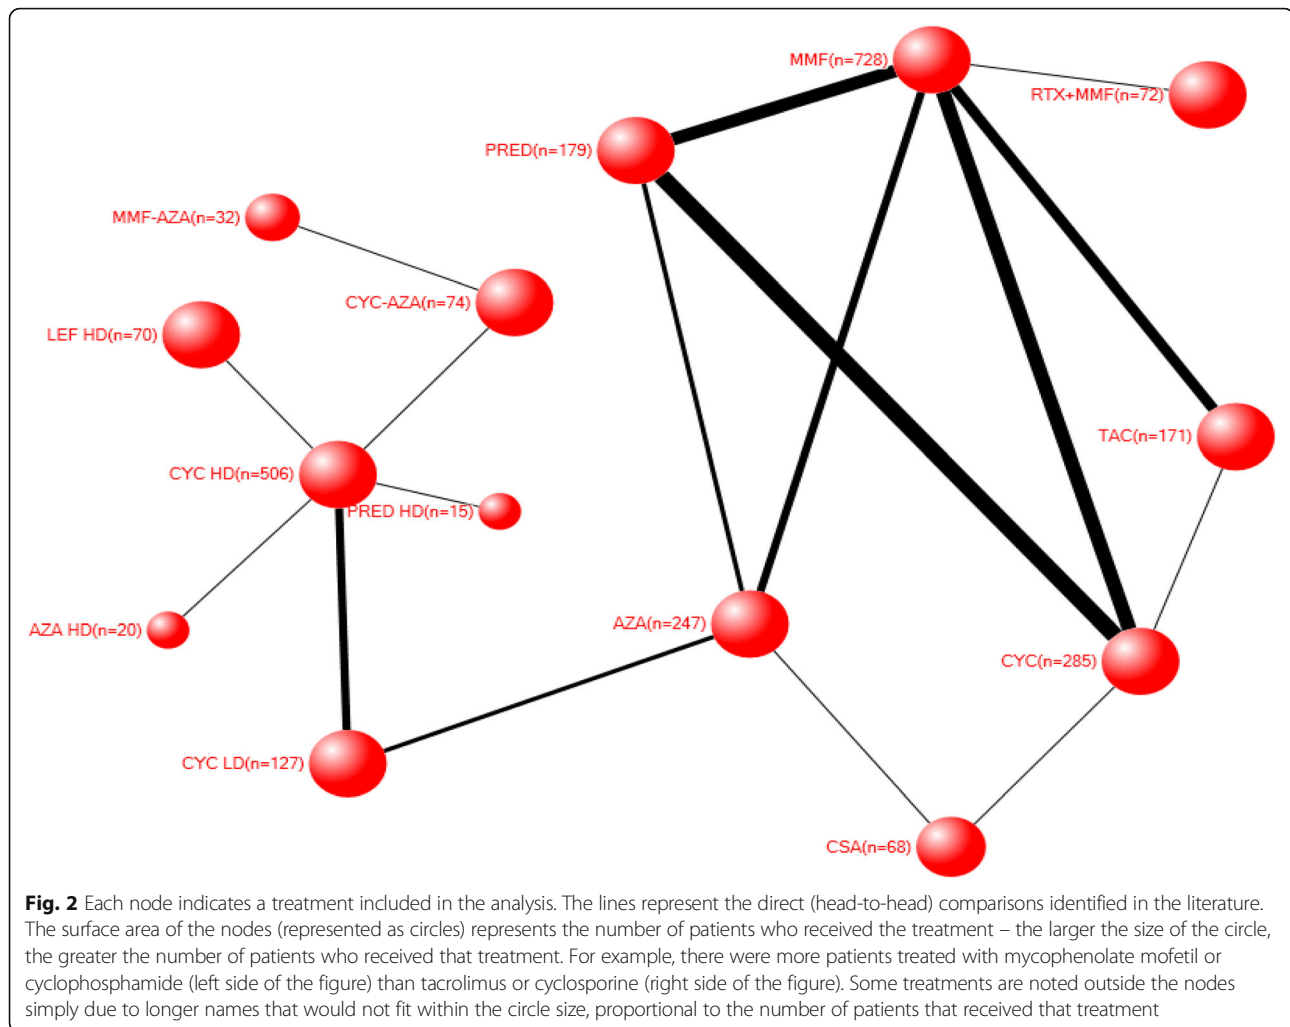 MMF(n=728)
RTX+MMF(n=72)
PRED(n=179)
MMF-AZA(n=32)
CYC-AZA(n=74)
LEF HD(n=70)
TAC(n=171)
CYC HD(n=506)
PRED HD(n=15)
AZA(n=247)
AZA HD(n=20)
CYC(n=285)
CYC LD(n=127)
CSA(n=68)
Fig. 2 Each node indicates a treatment included in the analysis. The lines represent the direct (head-to-head) comparisons identified in the literature.
The surface area of the nodes (represented as circles) represents the number of patients who received the treatment – the larger the size of the circle,
the greater the number of patients who received that treatment. For example, there were more patients treated with mycophenolate mofetil or
cyclophosphamide (left side of the figure) than tacrolimus or cyclosporine (right side of the figure). Some treatments are noted outside the nodes
simply due to longer names that would not fit within the circle size, proportional to the number of patients that received that treatment